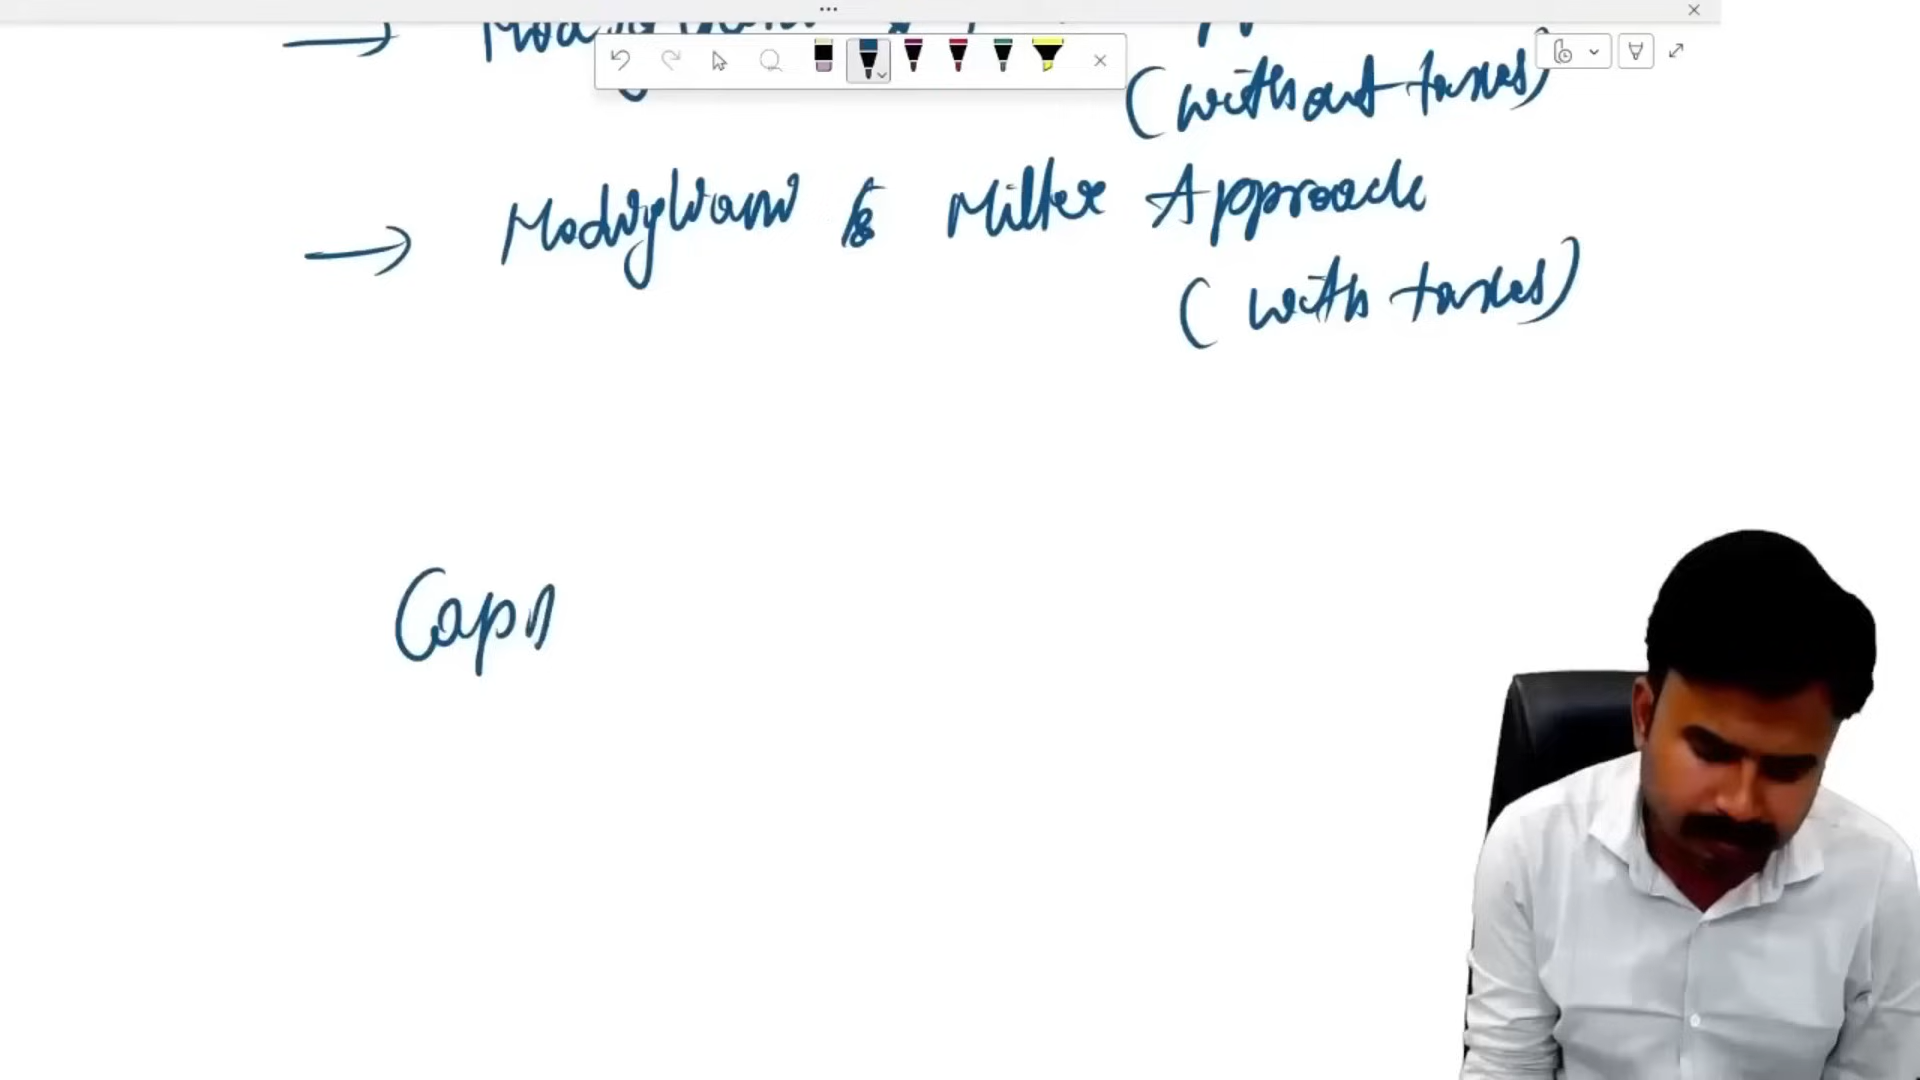 (without taxes)
→ Modigliani & Miller Approach
(with taxes)
Cap